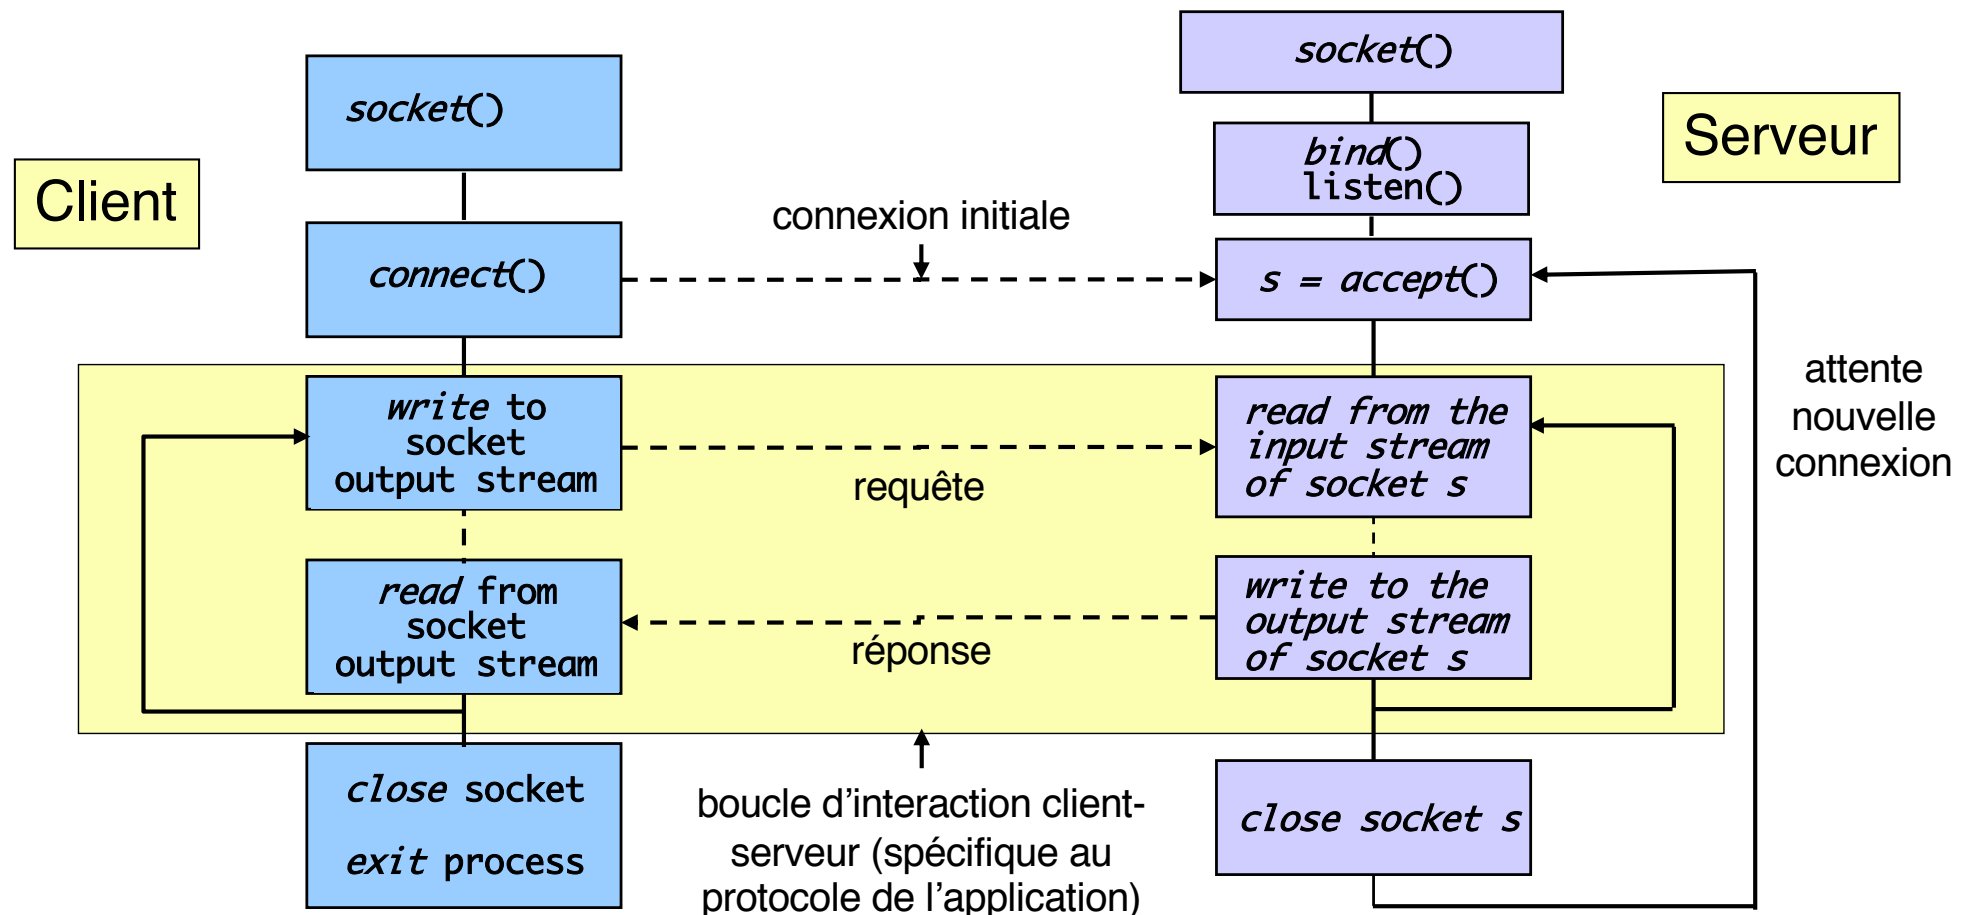 Client
socket()
connect()
write to
socket
output stream
read from
socket
output stream
close socket
exit process
connexion initiale
requête
réponse
boucle d'interaction client-
serveur (spécifique au
protocole de l'application)
Serveur
socket()
bind()
listen()
s = accept()
read from the
input stream
of socket s
write to the
output stream
of socket s
close socket s
attente
nouvelle
connexion